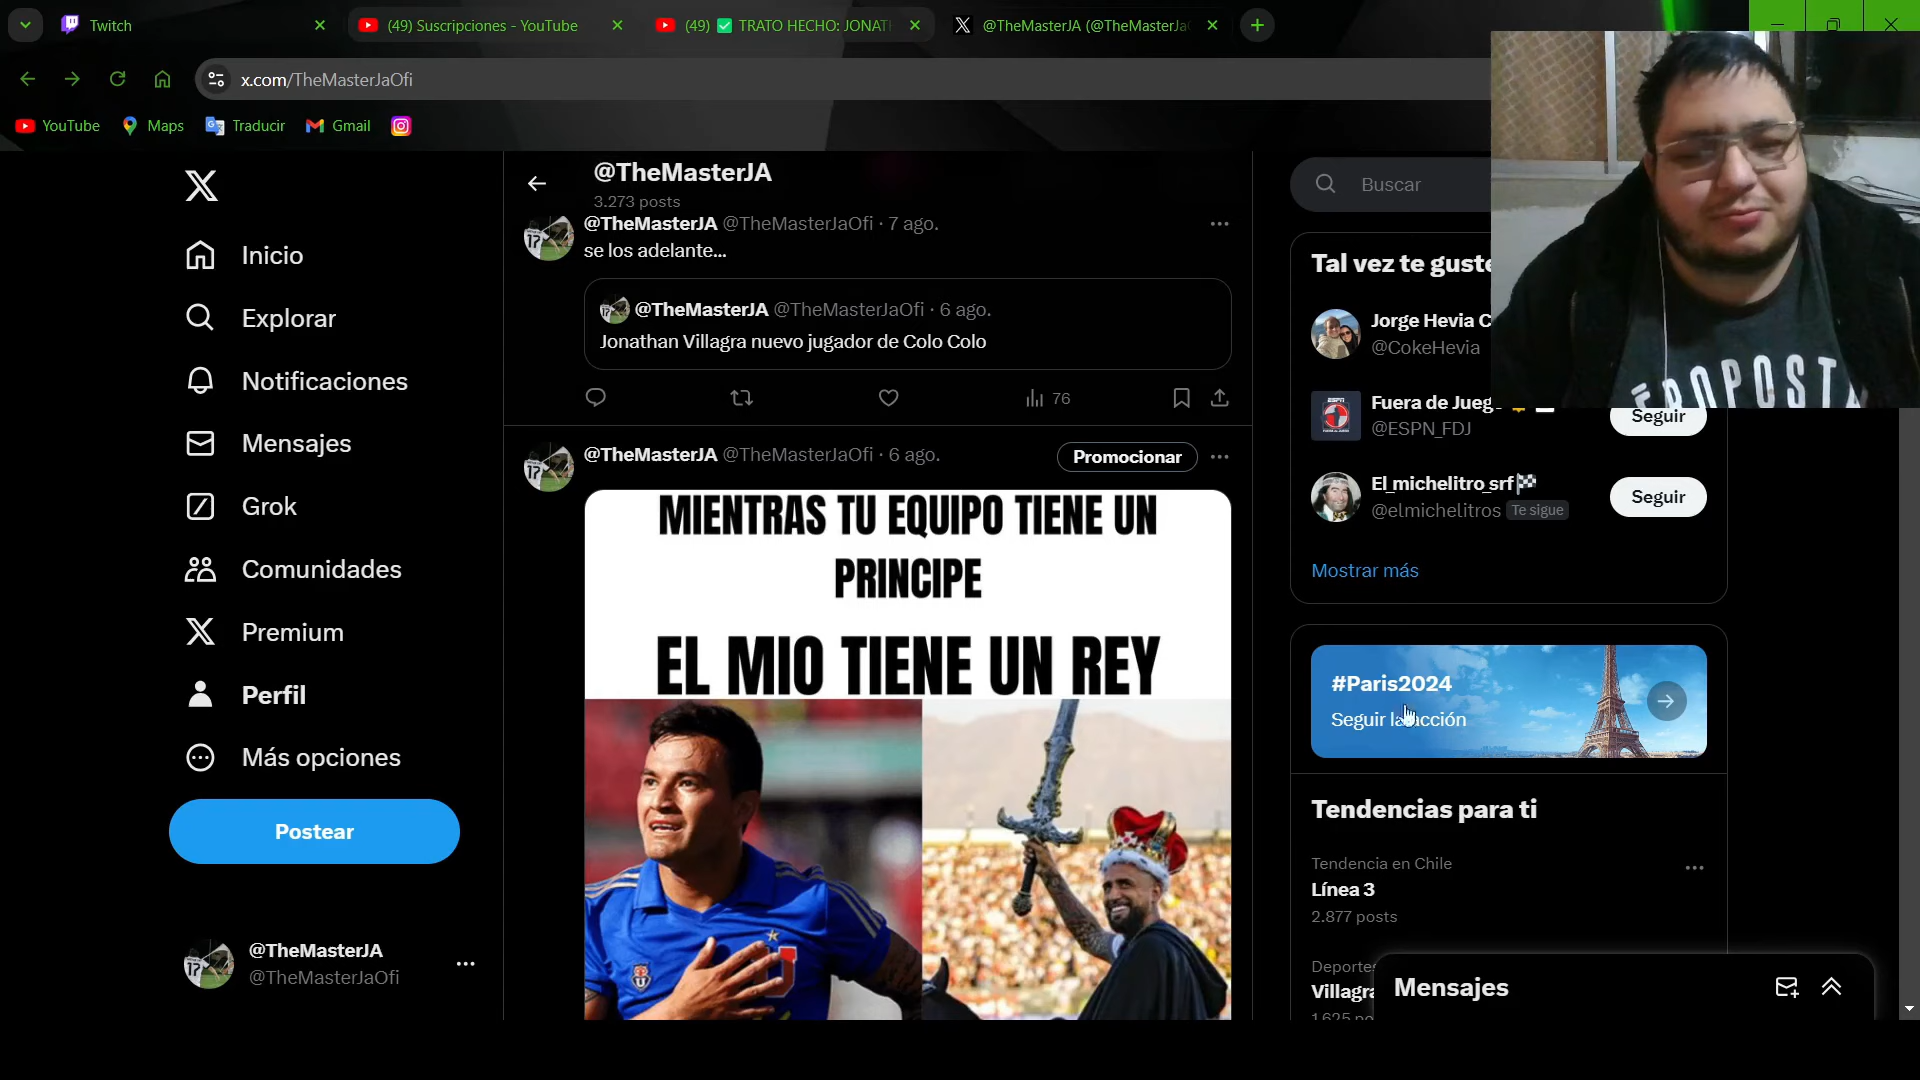 Twitch
(49) Suscripciones - YouTube
(49) ✅ TRATO HECHO: JONAT
@TheMasterJA (@TheMasterJa
x.com/TheMasterJaOfi
YouTube
Maps
Traducir
Gmail
Inicio
Explorar
Notificaciones
Mensajes
Grok
Comunidades
Premium
Perfil
Más opciones
Postear
@TheMasterJA
@TheMasterJaOfi
@TheMasterJA
3.273 posts
@TheMasterJA @TheMasterJaOfi · 7 ago.
se los adelante...
@TheMasterJA @TheMasterJaOfi · 6 ago.
Jonathan Villagra nuevo jugador de Colo Colo
76
@TheMasterJA @TheMasterJaOfi · 6 ago.
Promocionar
MIENTRAS TU EQUIPO TIENE UN
PRINCIPE
EL MIO TIENE UN REY
Buscar
Tal vez te guste
Jorge Hevia C
@CokeHevia
Fuera de Jueg
@ESPN_FDJ
Seguir
El_michelitro_srf
@elmichelitros Te sigue
Seguir
Mostrar más
#Paris2024
Seguir la acción
Tendencias para ti
Tendencia en Chile
Línea 3
2.877 posts
Deportes
Villagra
1.625 po
Mensajes